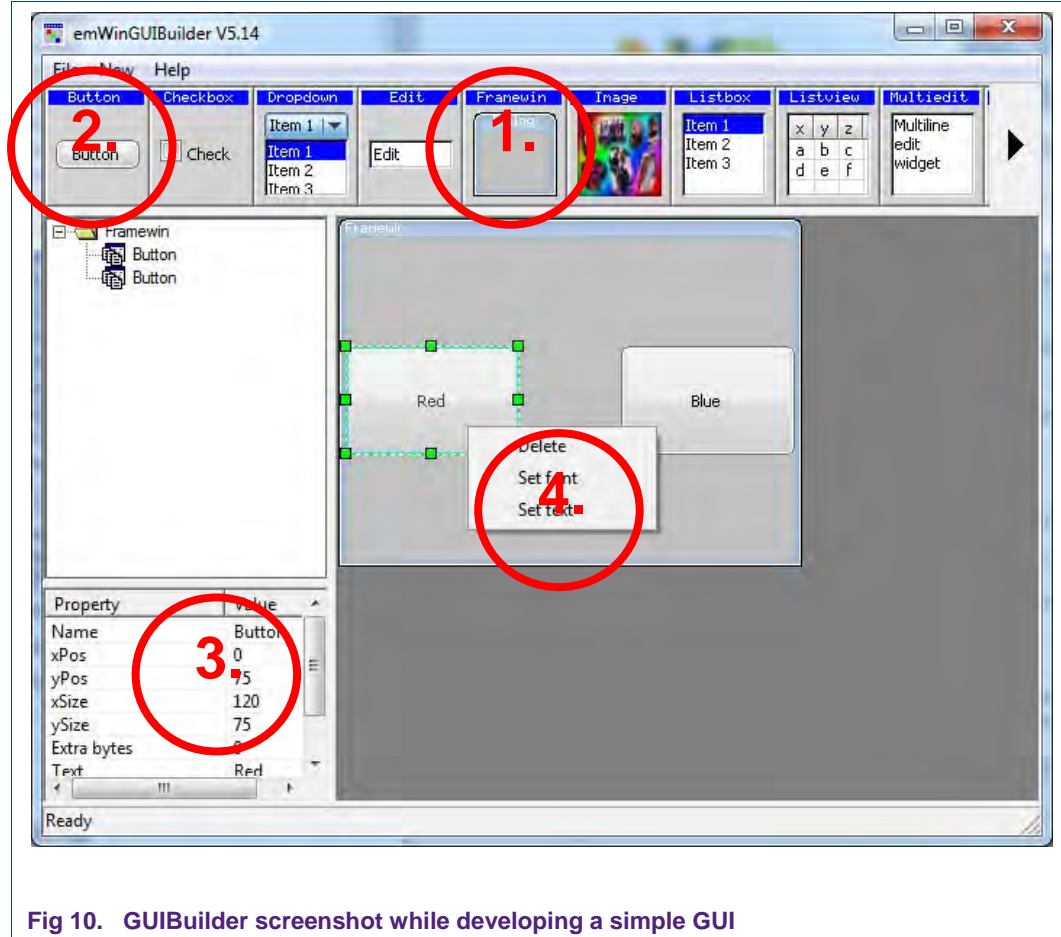 emWinGUIBuilder V5.14
File New Help
Button Checkbox Dropdown Edit Framewin Image Listbox Listview Multiedit
2. 1.
Button Check Item 1 Edit Item 1 x y z Multiline
Item 1 Item 2 a b c edit
Item 2 Item 3 d e f widget
Item 3
Framewin
Button
Button
Framewin
Red Blue
Delete
Set font
4.
Set text
Property Value
Name Button
xPos 0
3.
yPos 75
xSize 120
ySize 75
Extra bytes 0
Text Red
Ready
Fig 10. GUIBuilder screenshot while developing a simple GUI